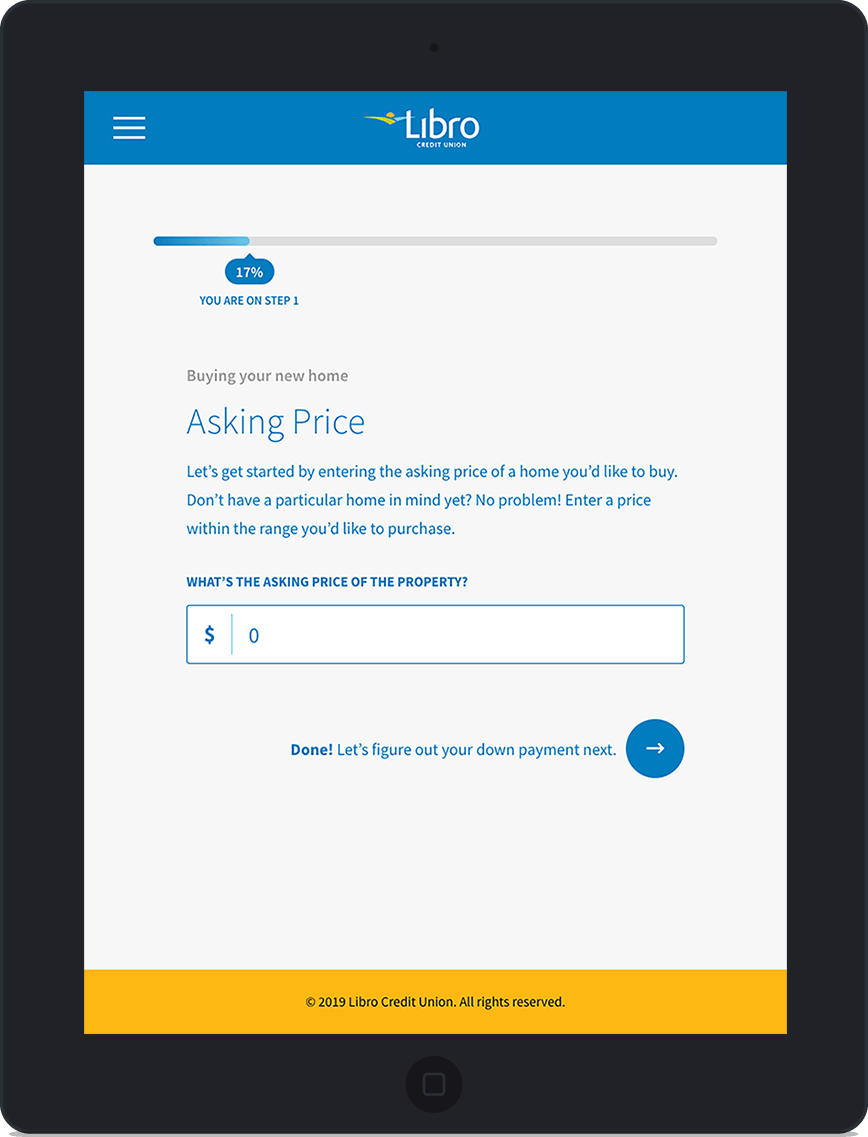 Libro
CREDIT UNION
17%
YOU ARE ON STEP 1
Buying your new home
Asking Price
Let’s get started by entering the asking price of a home you’d like to buy.
Don’t have a particular home in mind yet? No problem! Enter a price
within the range you’d like to purchase.
WHAT’S THE ASKING PRICE OF THE PROPERTY?
$ 0
Done! Let’s figure out your down payment next.
© 2019 Libro Credit Union. All rights reserved.